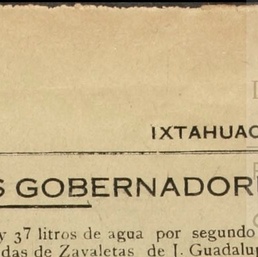 IXTAHUAC
S GOBERNADOR
y 37 litros de agua por segundo
das de Zavaletas de J. Guadalup